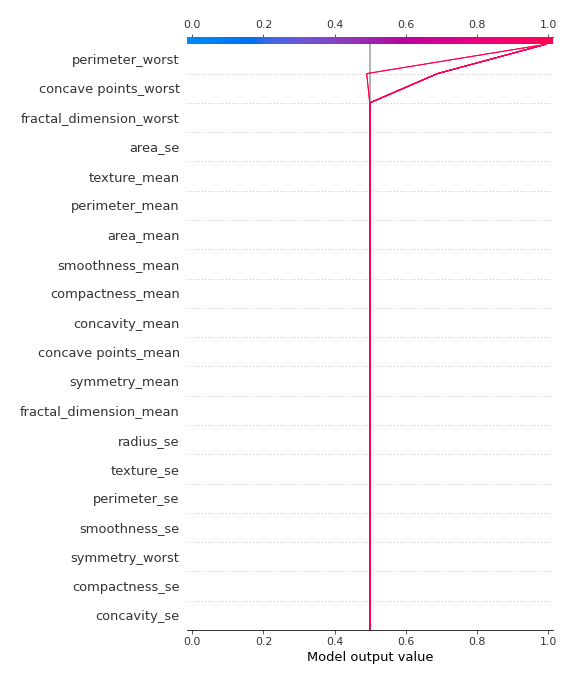 0.0 0.2 0.4 0.6 0.8 1.0
perimeter_worst
concave points_worst
fractal_dimension_worst
area_se
texture_mean
perimeter_mean
area_mean
smoothness_mean
compactness_mean
concavity_mean
concave points_mean
symmetry_mean
fractal_dimension_mean
radius_se
texture_se
perimeter_se
smoothness_se
symmetry_worst
compactness_se
concavity_se
0.0 0.2 0.4 0.6 0.8 1.0
Model output value